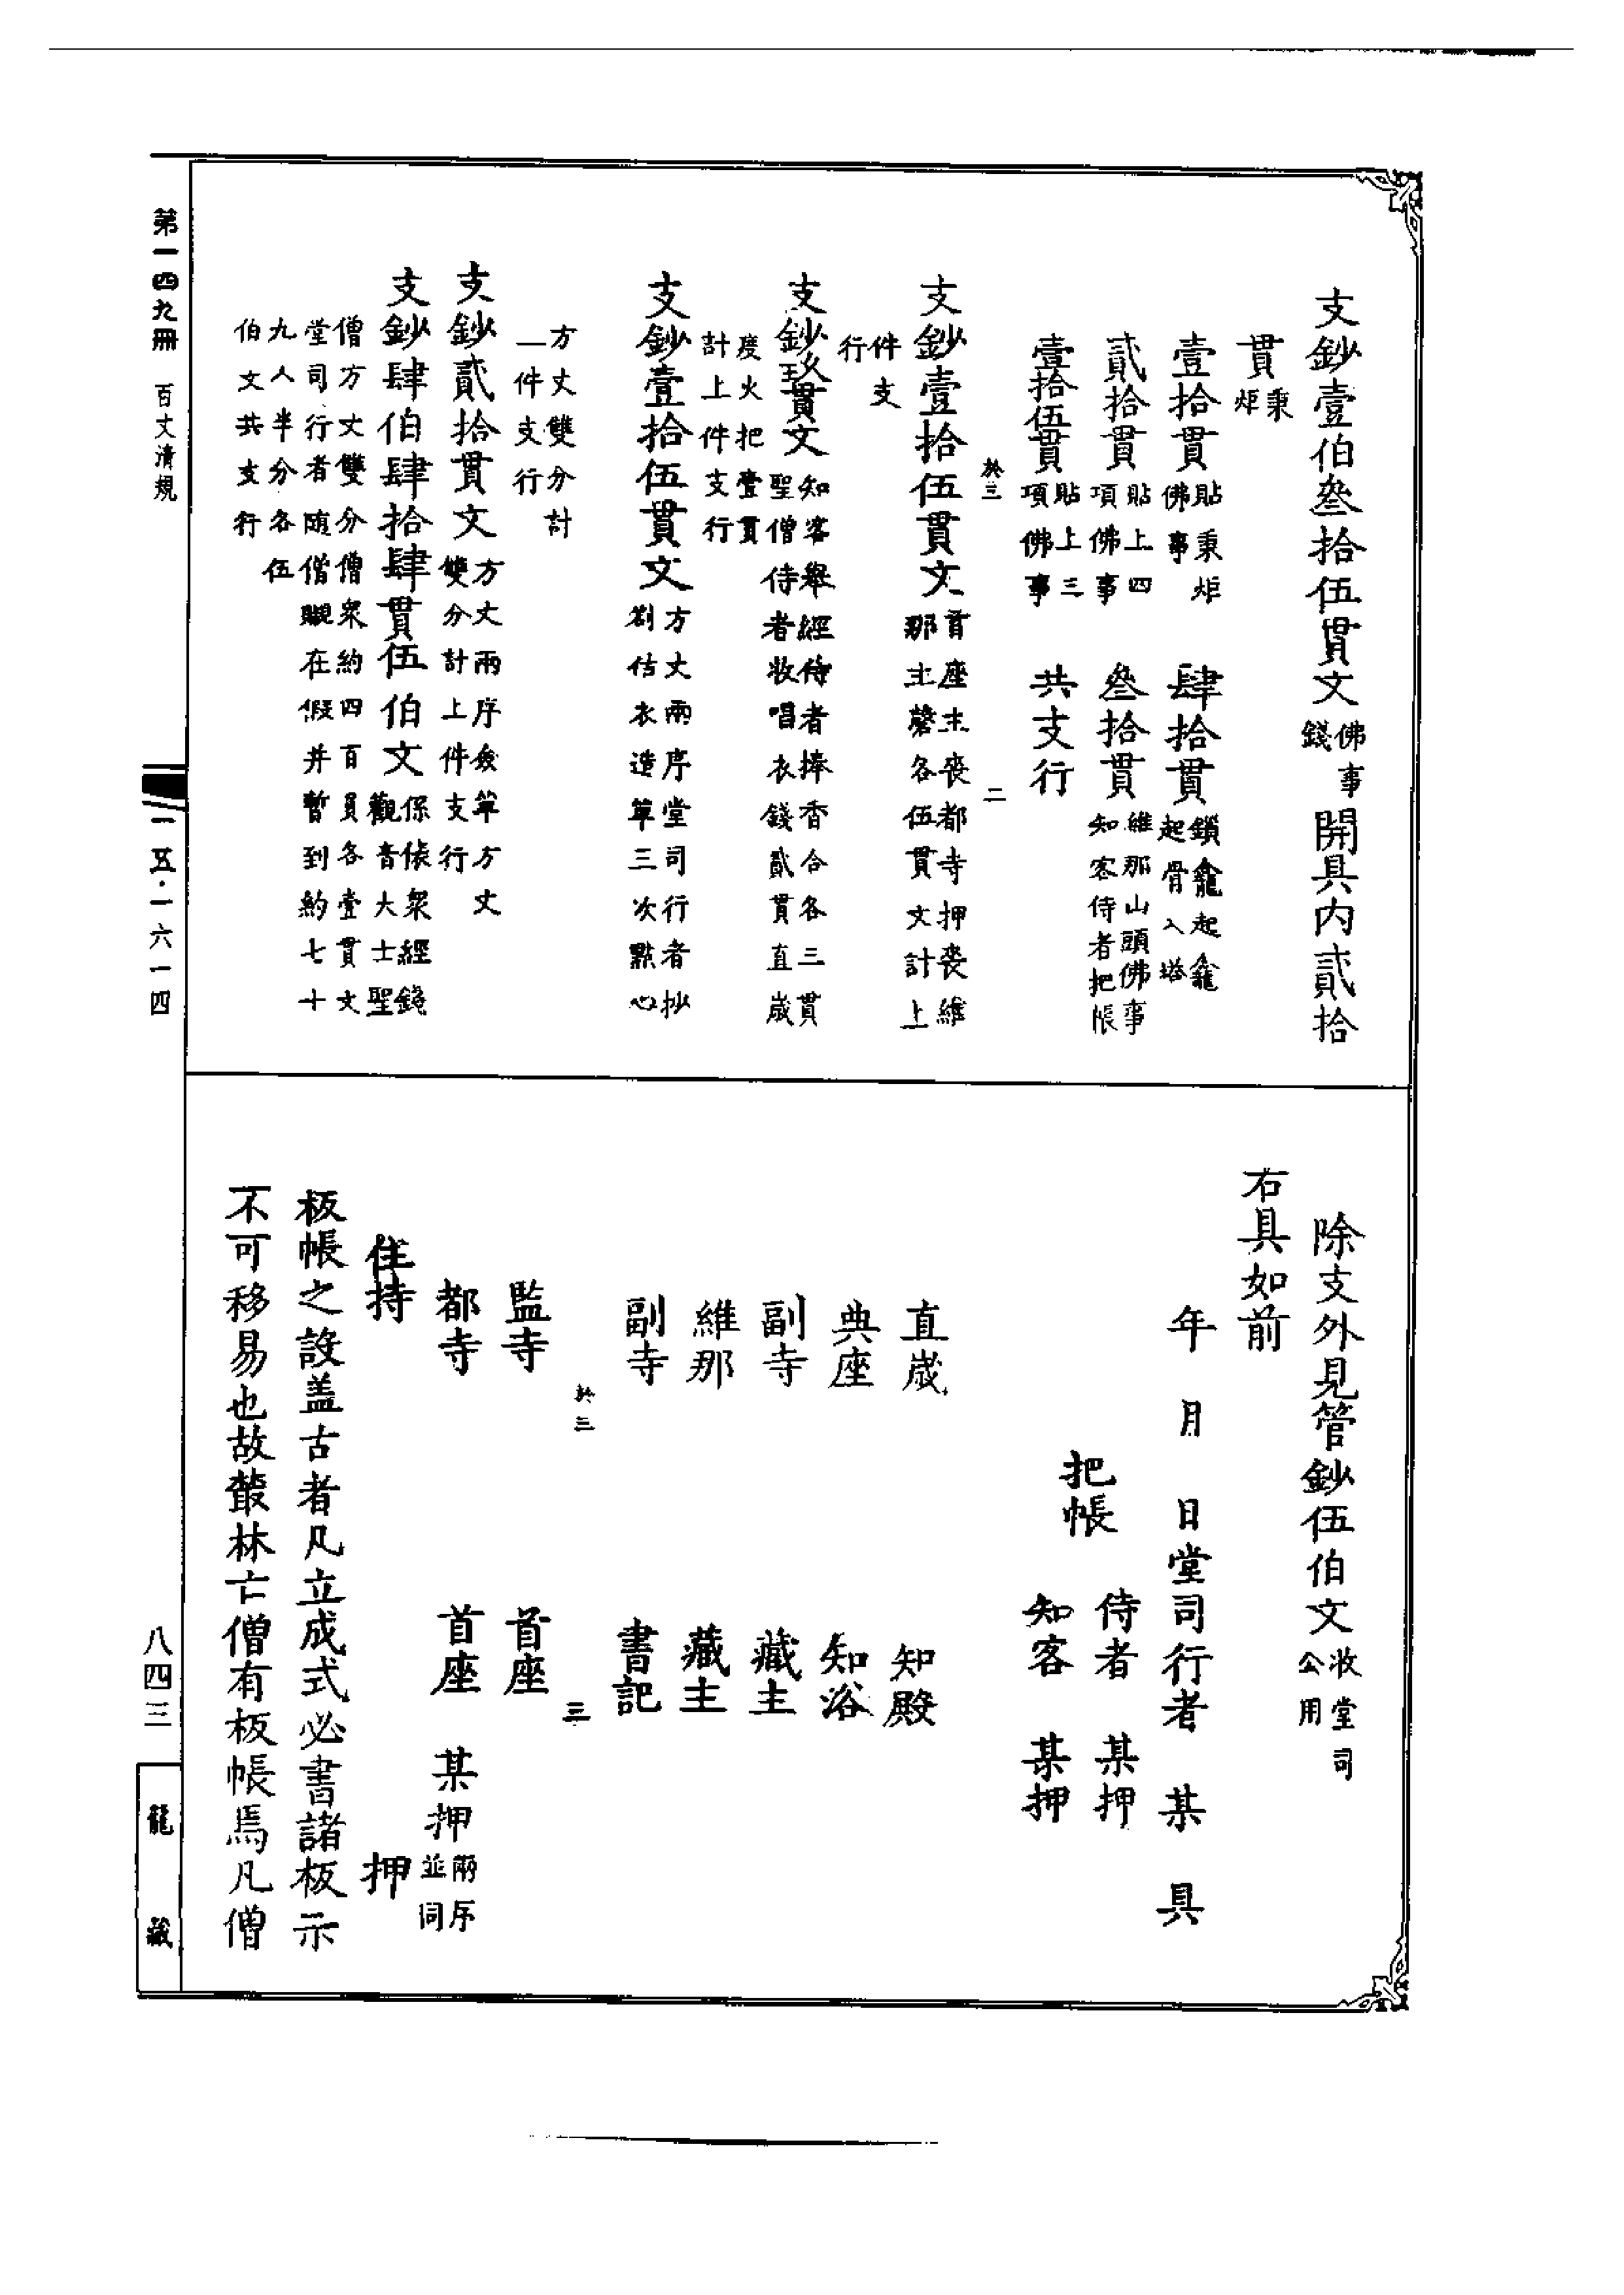 支鈔壹伯叁拾伍貫文佛事錢開具內貳拾
貫秉炬
壹拾貫貼秉炬佛事 肆拾貫鎖龕起龕起骨入塔
貳拾貫貼上四項佛事 叁拾貫維那山頭佛事知客侍者把帳
壹拾伍貫貼上三項佛事 共支行
於三 二
支鈔壹拾伍貫文首座主喪都寺押喪維那主磬各伍貫文計上
件支行
支鈔玖貫文知客舉經侍者捧香合各三貫聖僧侍者收唱衣錢貳貫直歲
度火把壹貫計上件支行
支鈔壹拾伍貫文方丈兩序堂司行者抄劄估衣造單三次點心
方丈雙分計一件支行
支鈔貳拾貫文方丈兩序僉單方丈雙分計上件支行
支鈔肆伯肆拾肆貫伍伯文係俵眾經錢觀音大士聖
僧方丈雙分僧眾約四百員各壹貫文堂司行者隨僧䞋在假并暫到約七十
九人半分各伍伯文共支行
除支外見管鈔伍伯文收堂司公用
右具如前
年 月 日堂司行者 某 具
把帳 侍者 某押
知客 某押
直歲 知殿
典座 知浴
副寺 藏主
維那 藏主
副寺 書記
於三 三
監寺 首座
都寺 首座 某押兩序並同
住持 押
板帳之設盖古者凡立成式必書諸板示
不可移易也故叢林亡僧有板帳焉凡僧
第一四九冊 百丈清規 一一五·一六一四 八四三 龍藏